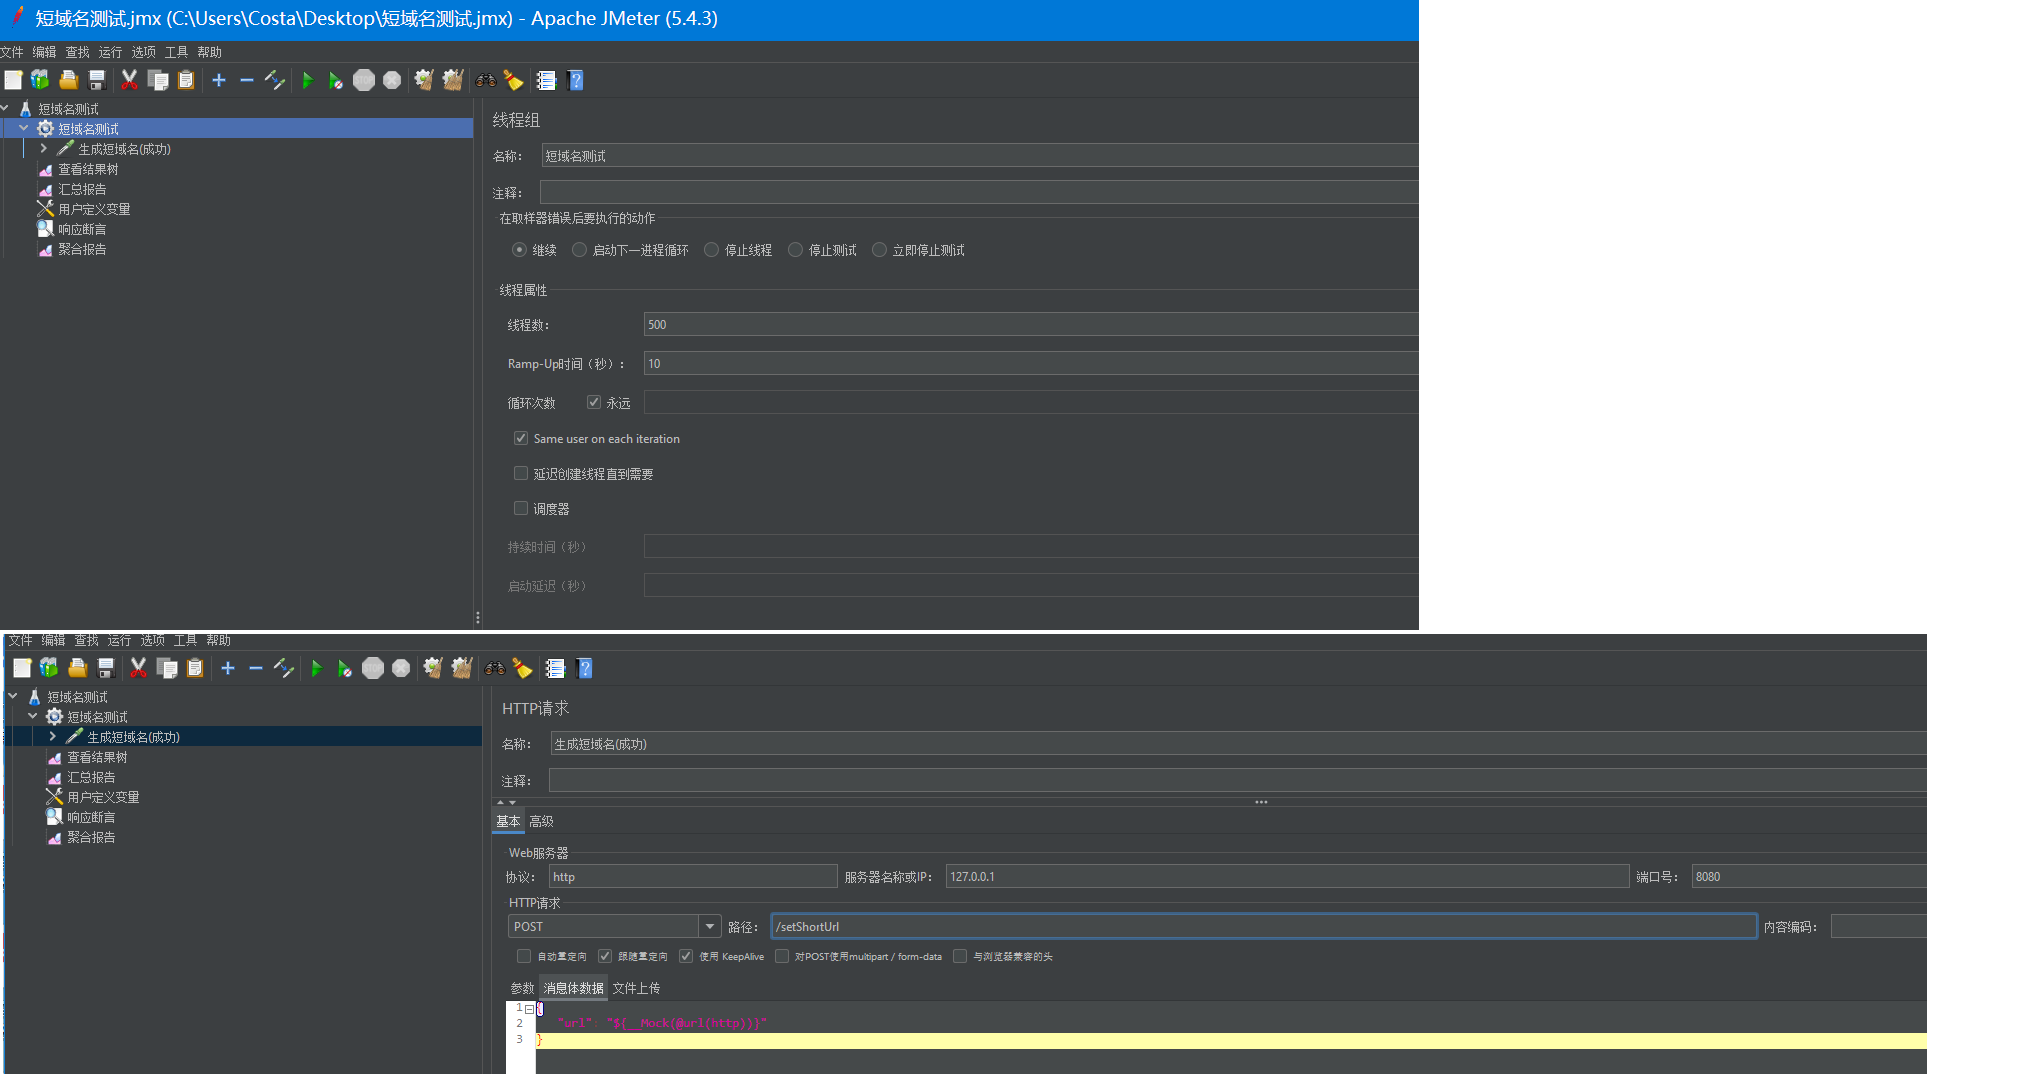 短域名测试.jmx (C:\Users\Costa\Desktop\短域名测试.jmx) - Apache JMeter (5.4.3)
文件 编辑 查找 运行 选项 工具 帮助
短域名测试
短域名测试
生成短域名(成功)
查看结果树
汇总报告
用户定义变量
响应断言
聚合报告
线程组
名称： 短域名测试
注释：
在取样器错误后要执行的动作
继续 启动下一进程循环 停止线程 停止测试 立即停止测试
线程属性
线程数： 500
Ramp-Up时间（秒）： 10
循环次数 永远
Same user on each iteration
延迟创建线程直到需要
调度器
持续时间（秒）
启动延迟（秒）
文件 编辑 查找 运行 选项 工具 帮助
短域名测试
短域名测试
生成短域名(成功)
查看结果树
汇总报告
用户定义变量
响应断言
聚合报告
HTTP请求
名称： 生成短域名(成功)
注释：
基本 高级
Web服务器
协议： http 服务器名称或IP： 127.0.0.1 端口号： 8080
HTTP请求
POST 路径： /setShortUrl 内容编码：
自动重定向 跟随重定向 使用 KeepAlive 对POST使用multipart / form-data 与浏览器兼容的头
参数 消息体数据 文件上传
1 {
2 "url": "${__Mock(@url(http))}"
3 }